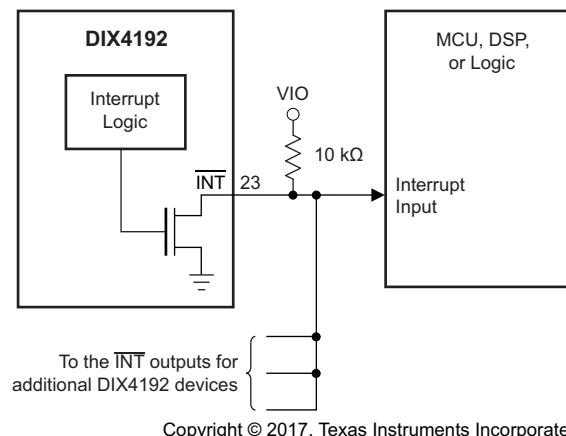 DIX4192
Interrupt
Logic
INT
23
VIO
10 kΩ
MCU, DSP,
or Logic
Interrupt
Input
To the INT outputs for
additional DIX4192 devices
Copyright © 2017, Texas Instruments Incorporate